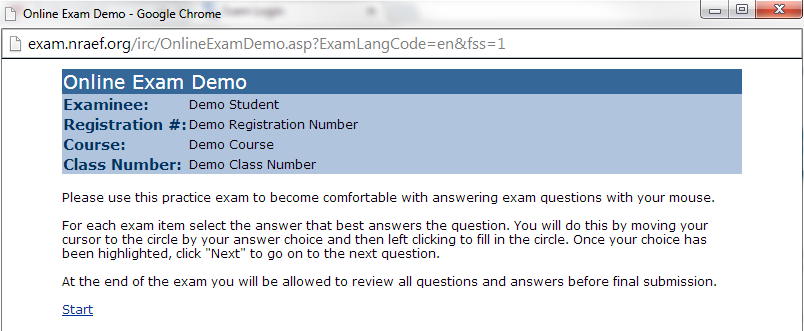 Online Exam Demo - Google Chrome
exam.nraef.org/irc/OnlineExamDemo.asp?ExamLangCode=en&fss=1
Online Exam Demo
Examinee: Demo Student
Registration #: Demo Registration Number
Course: Demo Course
Class Number: Demo Class Number
Please use this practice exam to become comfortable with answering exam questions with your mouse.
For each exam item select the answer that best answers the question. You will do this by moving your
cursor to the circle by your answer choice and then left clicking to fill in the circle. Once your choice has
been highlighted, click "Next" to go on to the next question.
At the end of the exam you will be allowed to review all questions and answers before final submission.
Start